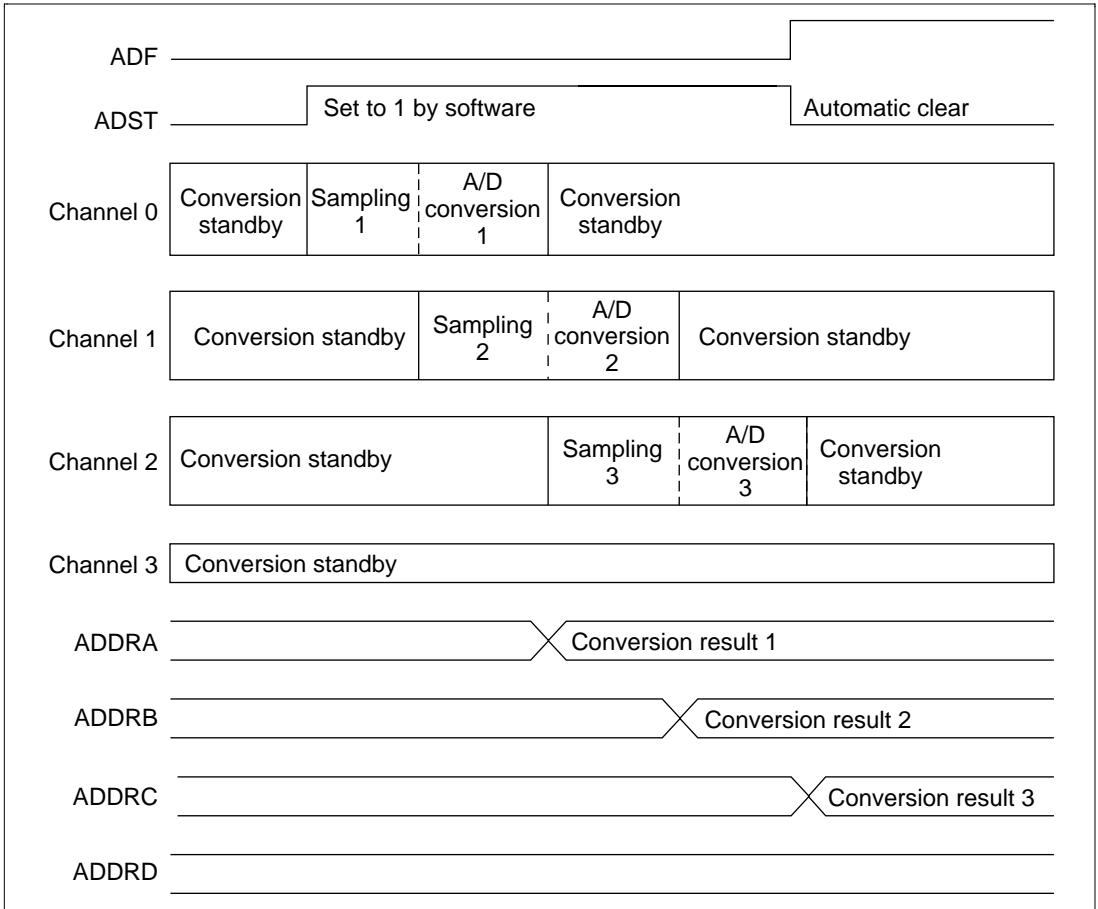 ADF
ADST
Set to 1 by software
Automatic clear
Channel 0
Conversion
standby
Sampling
1
A/D
conversion
1
Conversion
standby
Channel 1
Conversion standby
Sampling
2
A/D
conversion
2
Conversion standby
Channel 2
Conversion standby
Sampling
3
A/D
conversion
3
Conversion
standby
Channel 3
Conversion standby
ADDRA
Conversion result 1
ADDRB
Conversion result 2
ADDRC
Conversion result 3
ADDRD